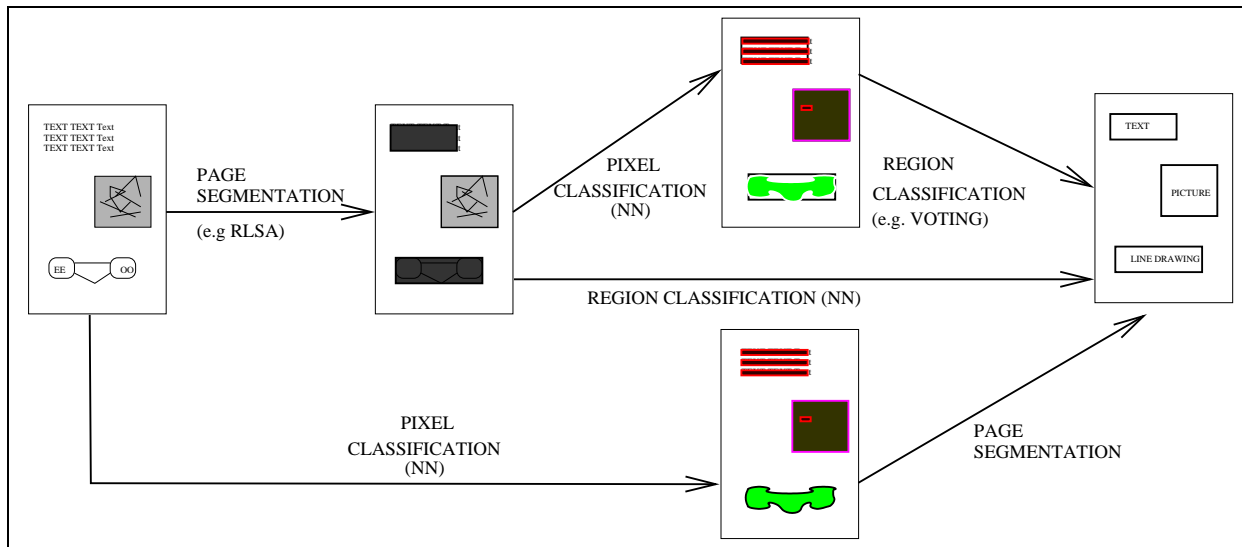 TEXT TEXT Text
TEXT TEXT Text
TEXT TEXT Text
EE
OO
PAGE
SEGMENTATION
(e.g RLSA)
PIXEL
CLASSIFICATION
(NN)
REGION
CLASSIFICATION
(e.g. VOTING)
REGION CLASSIFICATION (NN)
TEXT
PICTURE
LINE DRAWING
PIXEL
CLASSIFICATION
(NN)
PAGE
SEGMENTATION